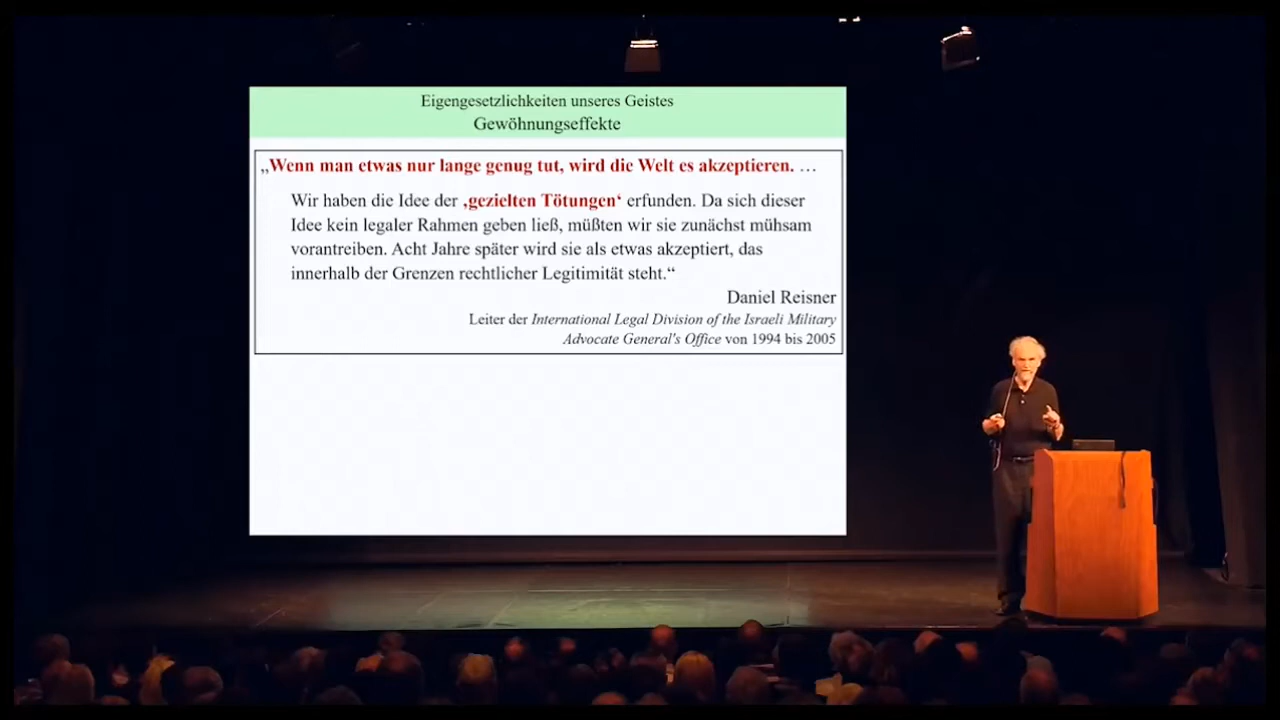 Eigengesetzlichkeiten unseres Geistes
Gewöhnungseffekte
„Wenn man etwas nur lange genug tut, wird die Welt es akzeptieren. …
Wir haben die Idee der ‚gezielten Tötungen‘ erfunden. Da sich dieser
Idee kein legaler Rahmen geben ließ, müßten wir sie zunächst mühsam
vorantreiben. Acht Jahre später wird sie als etwas akzeptiert, das
innerhalb der Grenzen rechtlicher Legitimität steht.“
Daniel Reisner
Leiter der International Legal Division of the Israeli Military
Advocate General's Office von 1994 bis 2005